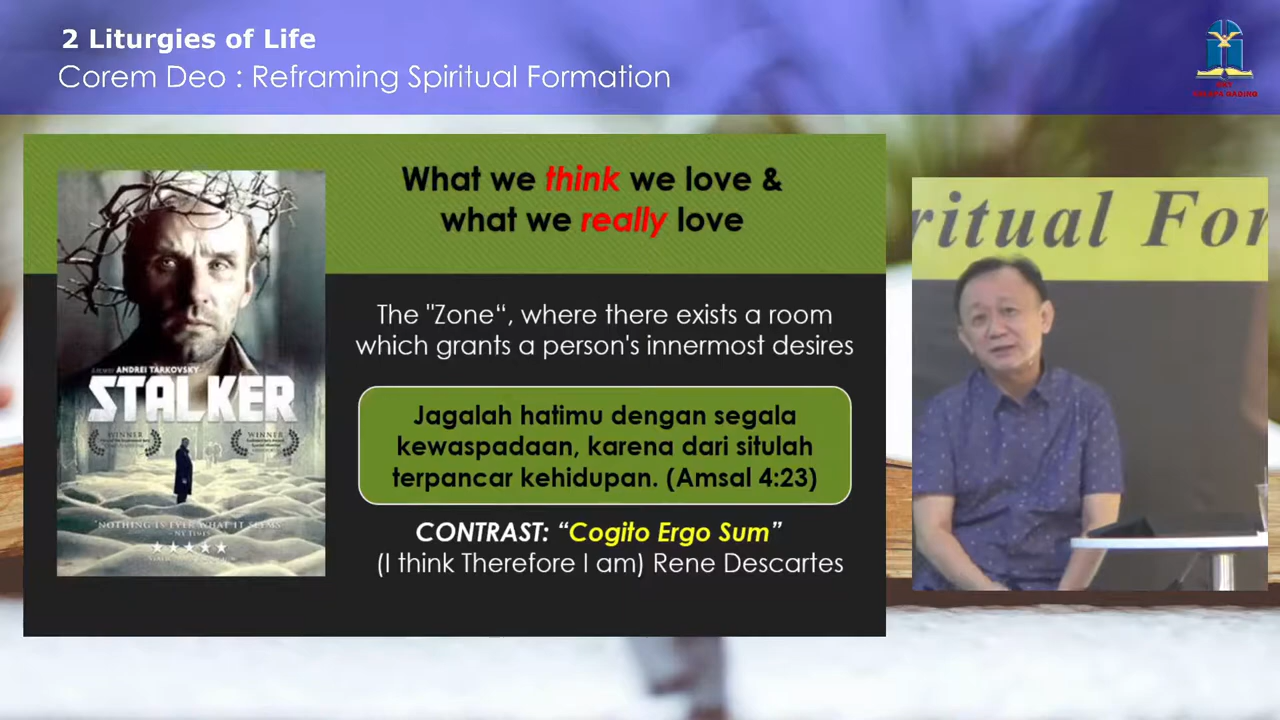 2 Liturgies of Life
Corem Deo : Reframing Spiritual Formation
GADING
What we think we love &
what we really love
ritual For
ANDREI TARKOVSKY
STALKER
WINNER
WINNER
"NOTHING IS EVER WHAT IT SEEMS"
NY TIMES
The "Zone“, where there exists a room
which grants a person's innermost desires
Jagalah hatimu dengan segala
kewaspadaan, karena dari situlah
terpancar kehidupan. (Amsal 4:23)
CONTRAST: “Cogito Ergo Sum”
(I think Therefore I am) Rene Descartes